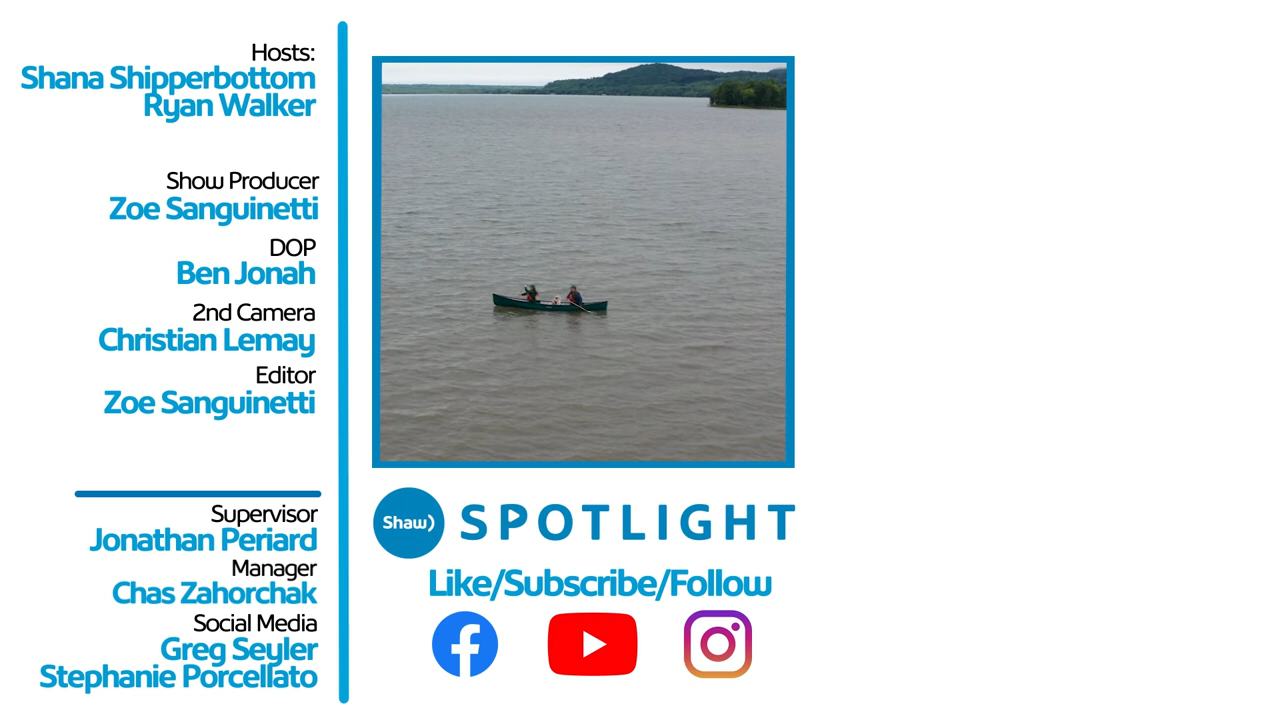 Hosts:
Shana Shipperbottom
Ryan Walker
Show Producer
Zoe Sanguinetti
DOP
Ben Jonah
2nd Camera
Christian Lemay
Editor
Zoe Sanguinetti
Supervisor
Jonathan Periard
Manager
Chas Zahorchak
Social Media
Greg Seyler
Stephanie Porcellato
Shaw) SPOTLIGHT
Like/Subscribe/Follow